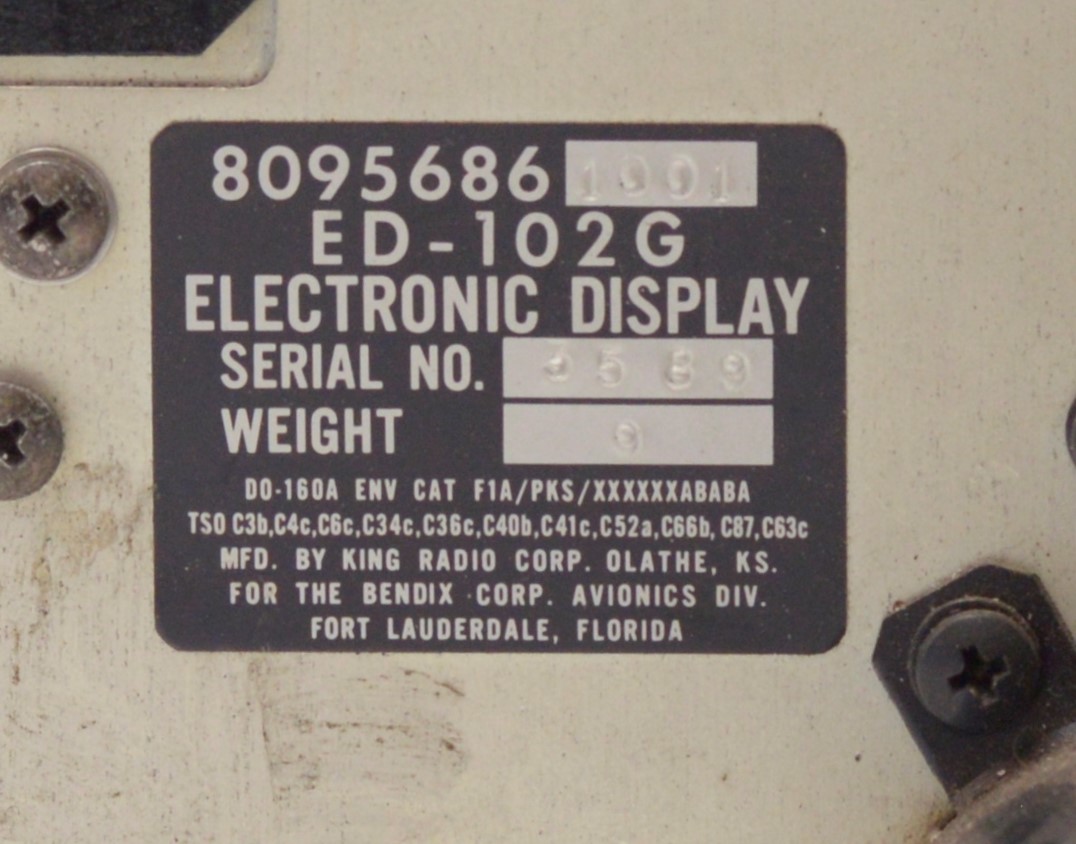 8095686 1001
ED-102G
ELECTRONIC DISPLAY
SERIAL NO. 3589
WEIGHT 9
DO-160A ENV CAT F1A/PKS/XXXXXXABABA
TSO C3b,C4c,C6c,C34c,C36c,C40b,C41c,C52a,C66b, C87,C63c
MFD. BY KING RADIO CORP. OLATHE, KS.
FOR THE BENDIX CORP. AVIONICS DIV.
FORT LAUDERDALE, FLORIDA